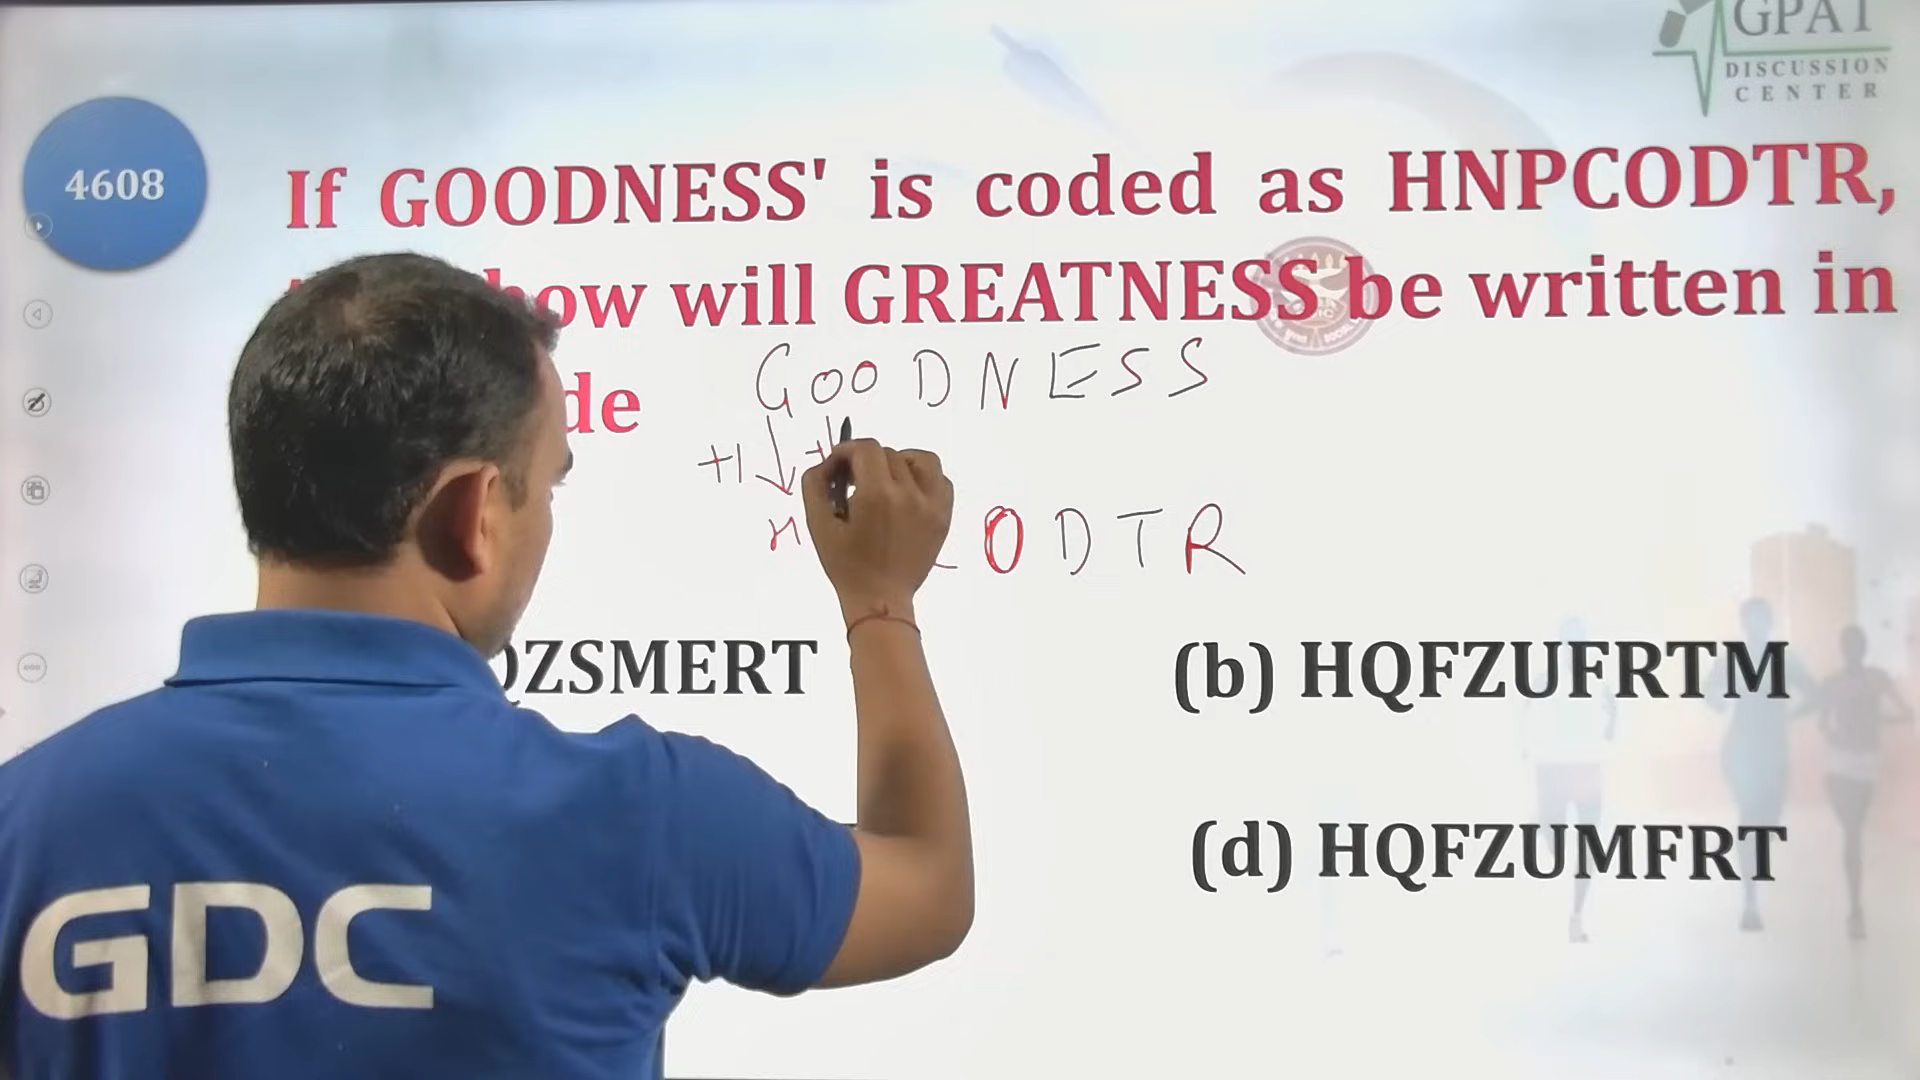 GPAT
DISCUSSION
CENTER
4608
If GOODNESS' is coded as HNPCODTR,
how will GREATNESS be written in
de
GOODNESS
+1
H
ODTR
ZSMERT
(b) HQFZUFRTM
(d) HQFZUMFRT
GDC